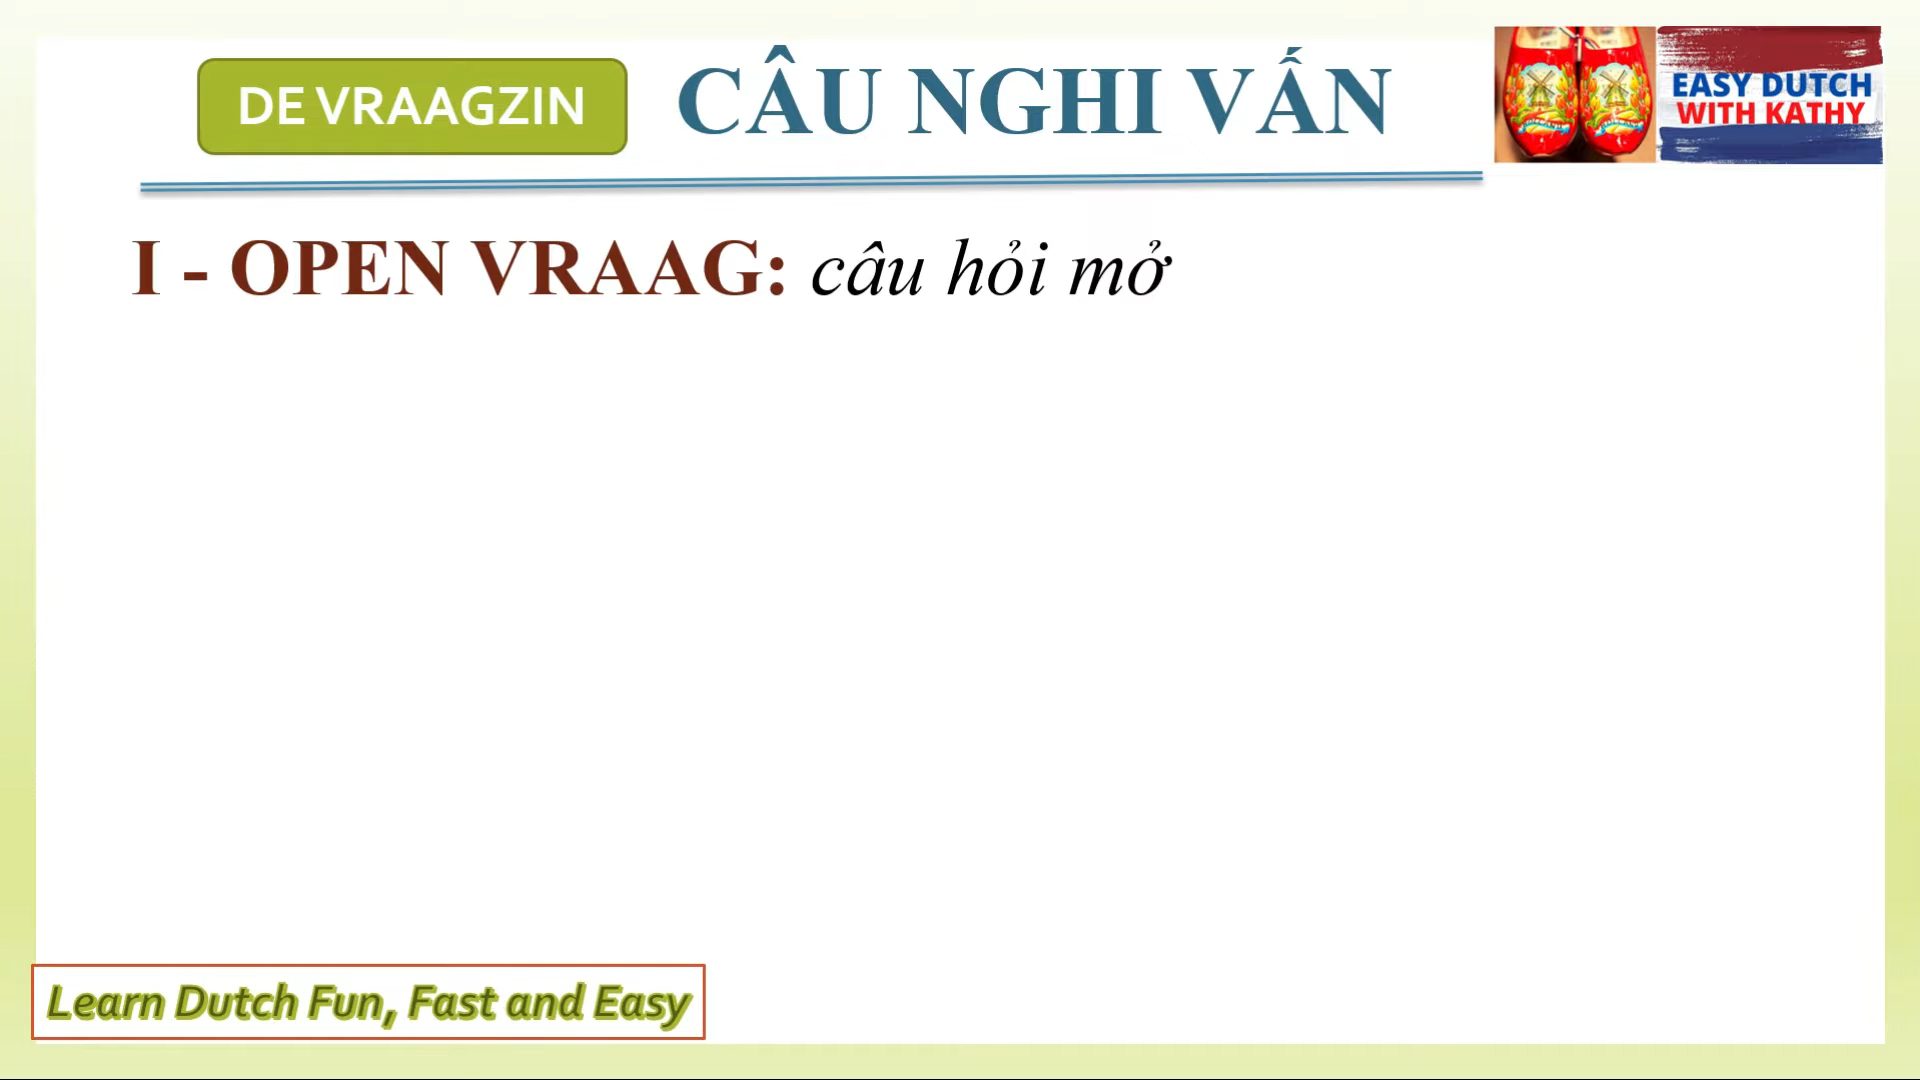 DE VRAAGZIN
CÂU NGHI VẤN
EASY DUTCH
WITH KATHY
I - OPEN VRAAG: câu hỏi mở
Learn Dutch Fun, Fast and Easy